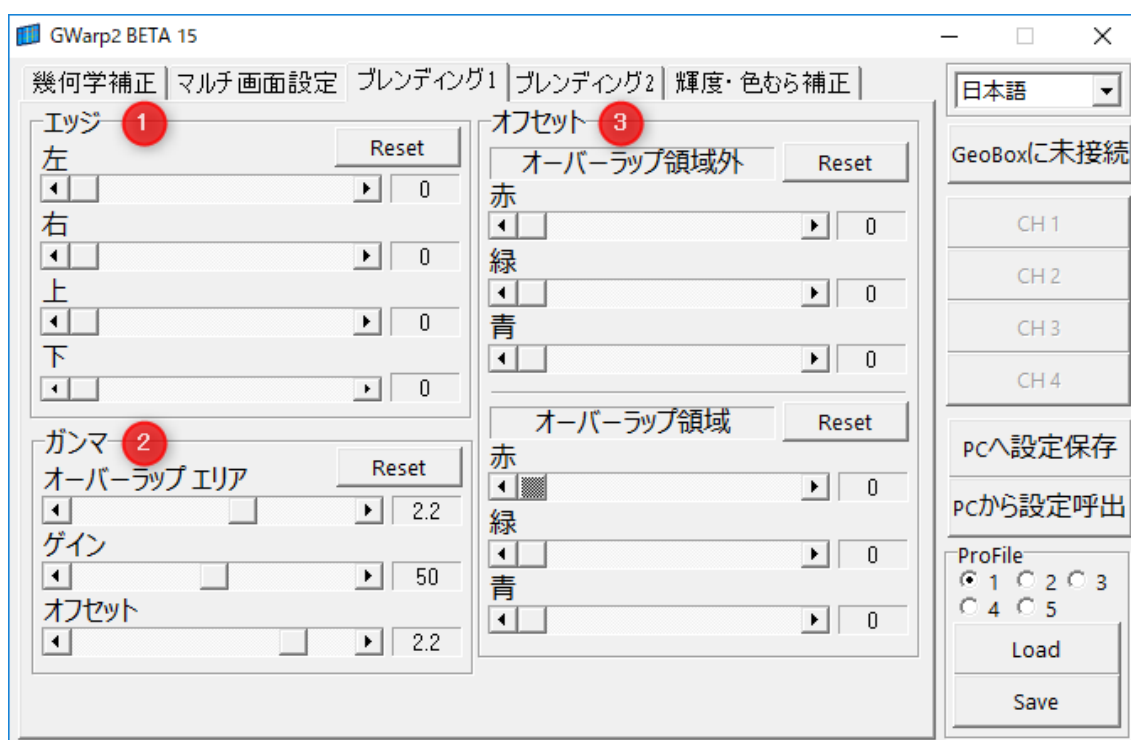 GWarp2 BETA 15
幾何学補正 マルチ画面設定 ブレンディング1 ブレンディング2 輝度・色むら補正
エッジ 1
Reset
左
0
右
0
上
0
下
0
ガンマ 2
Reset
オーバーラップ エリア
2.2
ゲイン
50
オフセット
2.2
オフセット 3
オーバーラップ領域外 Reset
赤
0
緑
0
青
0
オーバーラップ領域 Reset
赤
0
緑
0
青
0
日本語
GeoBoxに未接続
CH 1
CH 2
CH 3
CH 4
PCへ設定保存
PCから設定呼出
ProFile
1 2 3
4 5
Load
Save